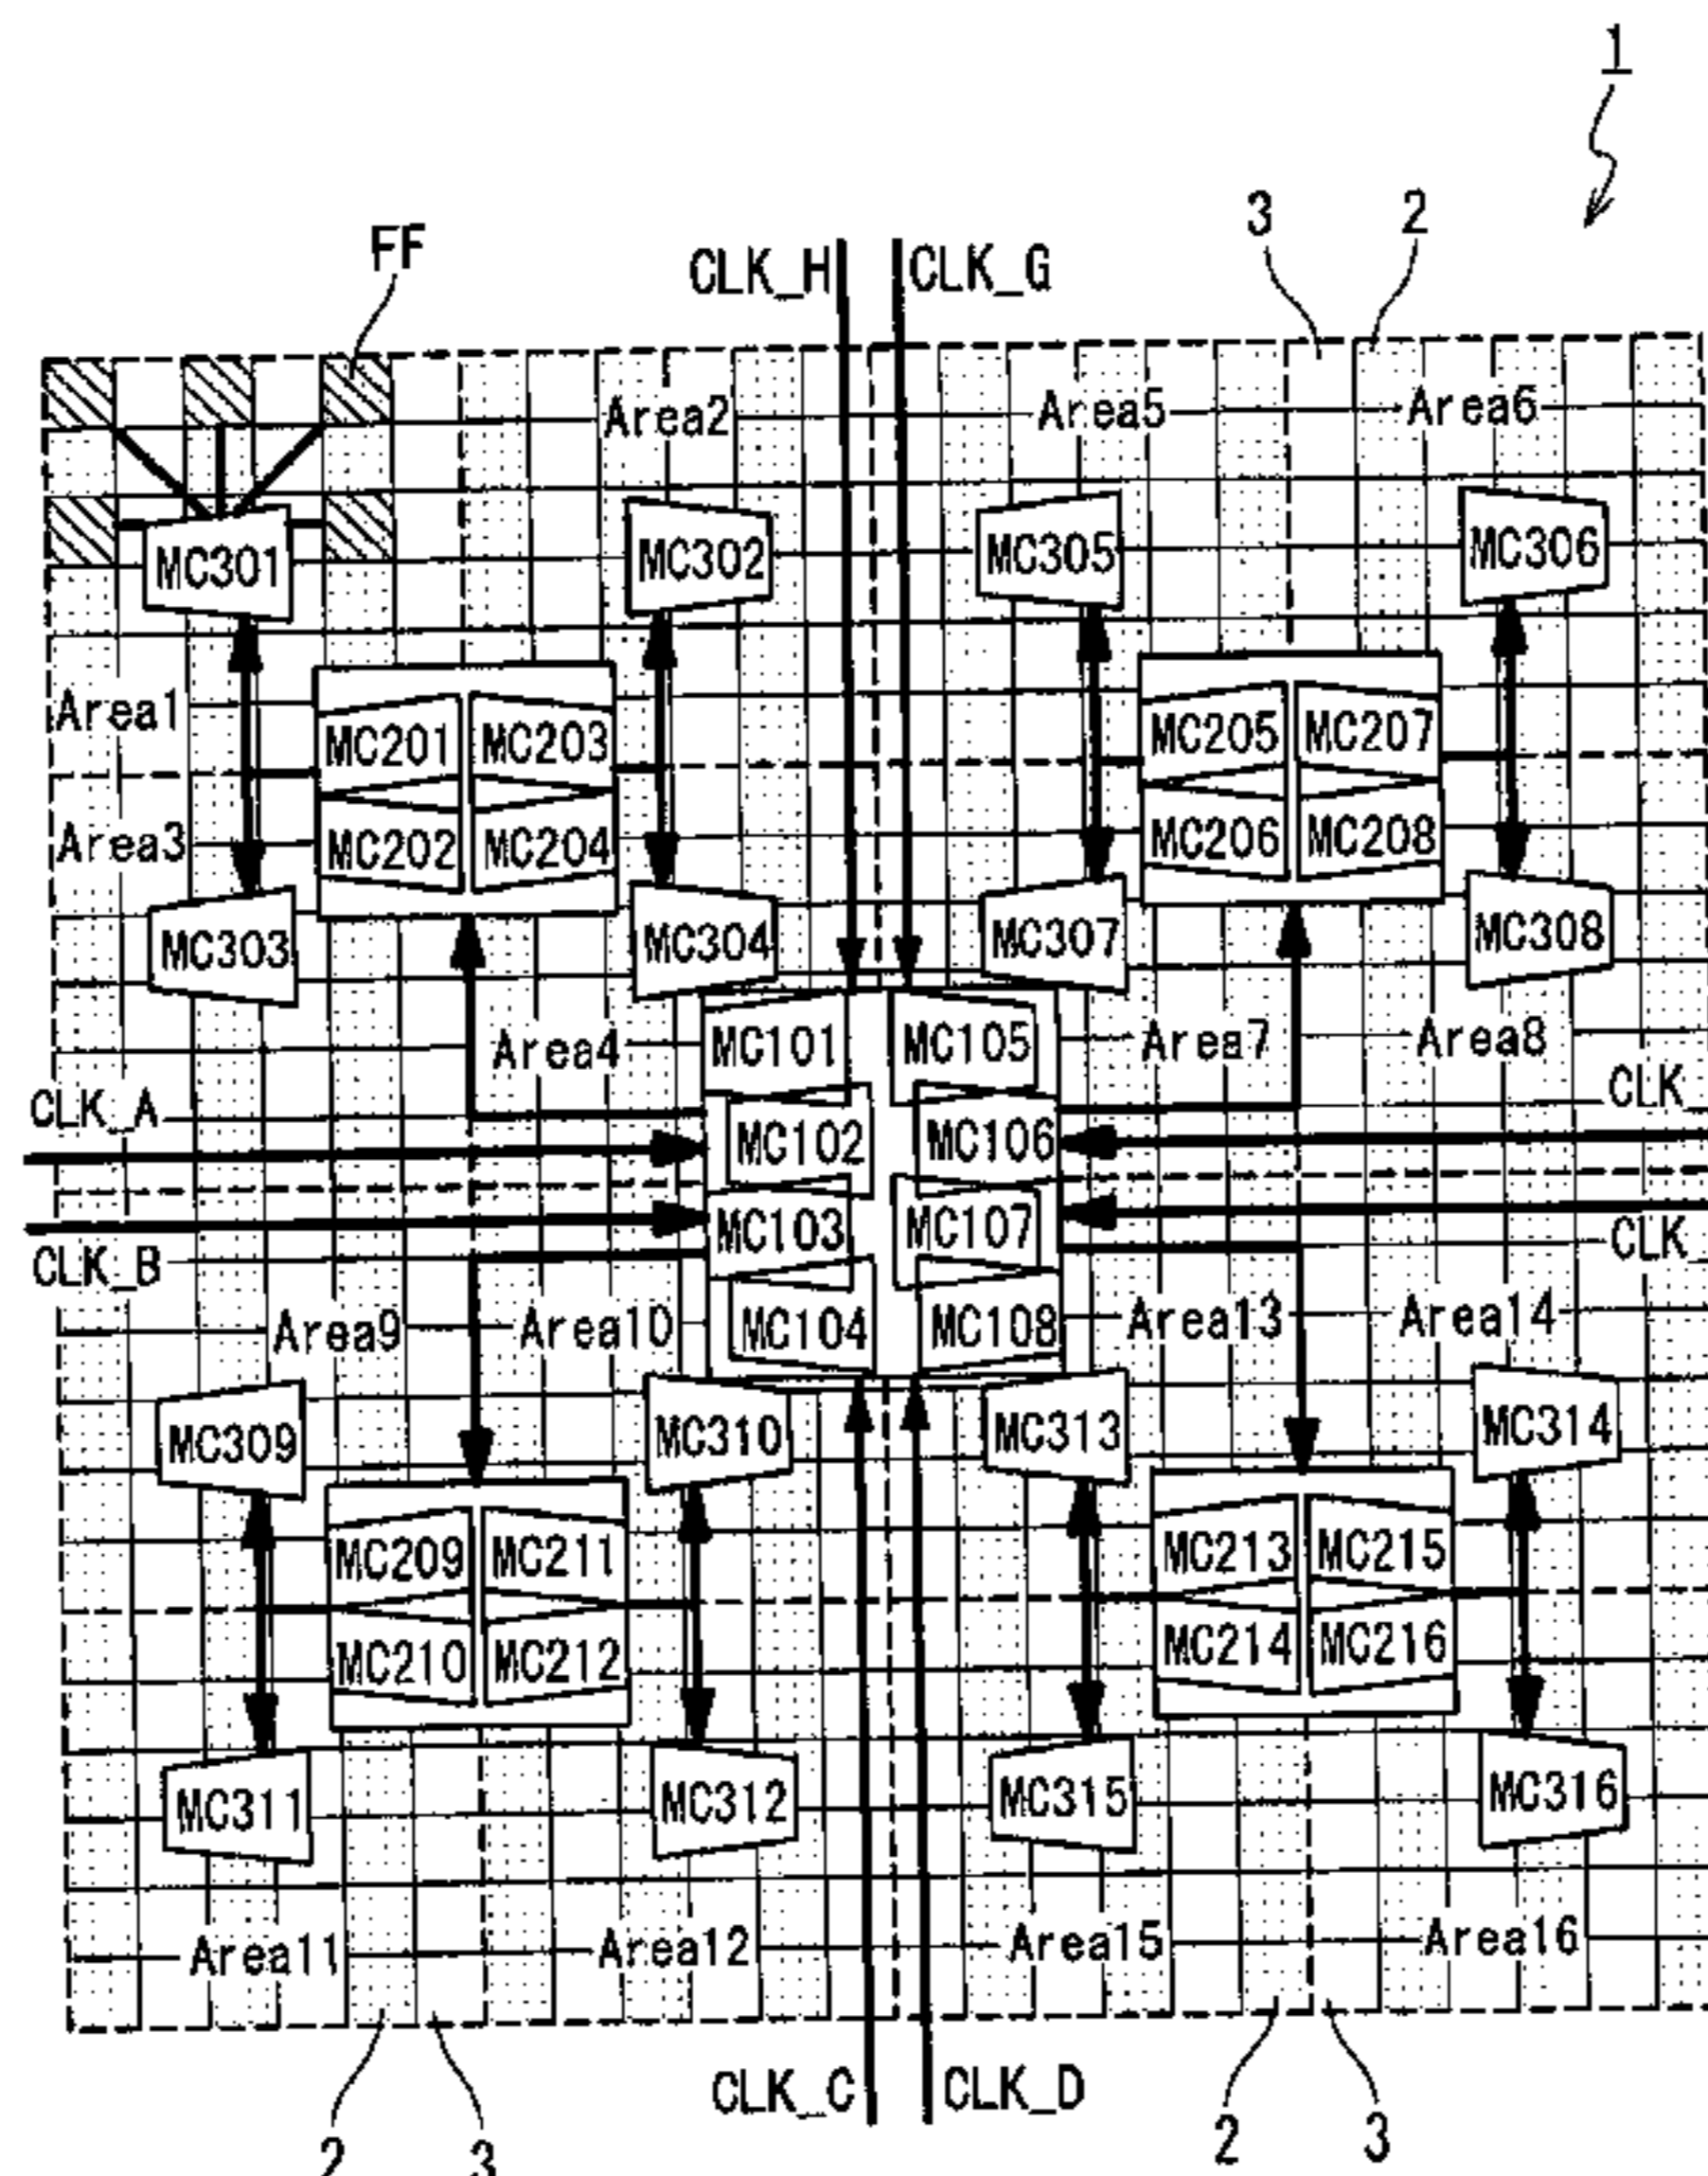 1
3 2
FF
CLK_H CLK_G
Area2 Area5 Area6
MC301 MC302 MC305 MC306
Area1
MC201 MC203 MC205 MC207
Area3
MC202 MC204 MC206 MC208
MC303 MC304 MC307 MC308
Area4 MC101 MC105 Area7 Area8
CLK_A CLK_
MC102 MC106
MC103 MC107
CLK_B CLK_
Area9 Area10 MC104 MC108 Area13 Area14
MC309 MC310 MC313 MC314
MC209 MC211 MC213 MC215
MC210 MC212 MC214 MC216
MC311 MC312 MC315 MC316
Area11 Area12 Area15 Area16
CLK_C CLK_D
2 3 2 3